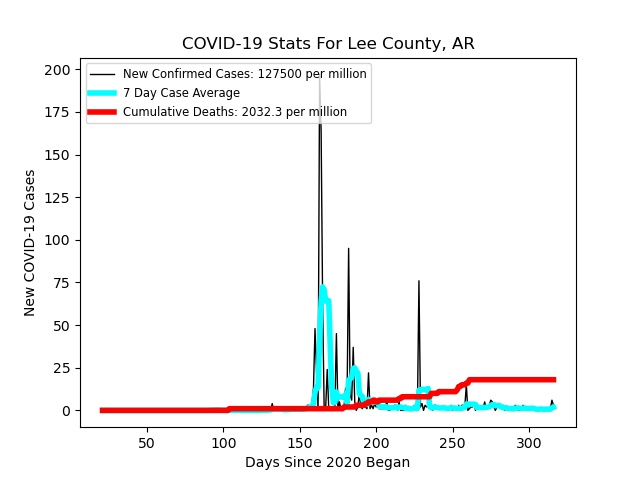 COVID-19 Stats For Lee County, AR
New Confirmed Cases: 127500 per million
7 Day Case Average
Cumulative Deaths: 2032.3 per million
New COVID-19 Cases
200
175
150
125
100
75
50
25
0
50 100 150 200 250 300
Days Since 2020 Began